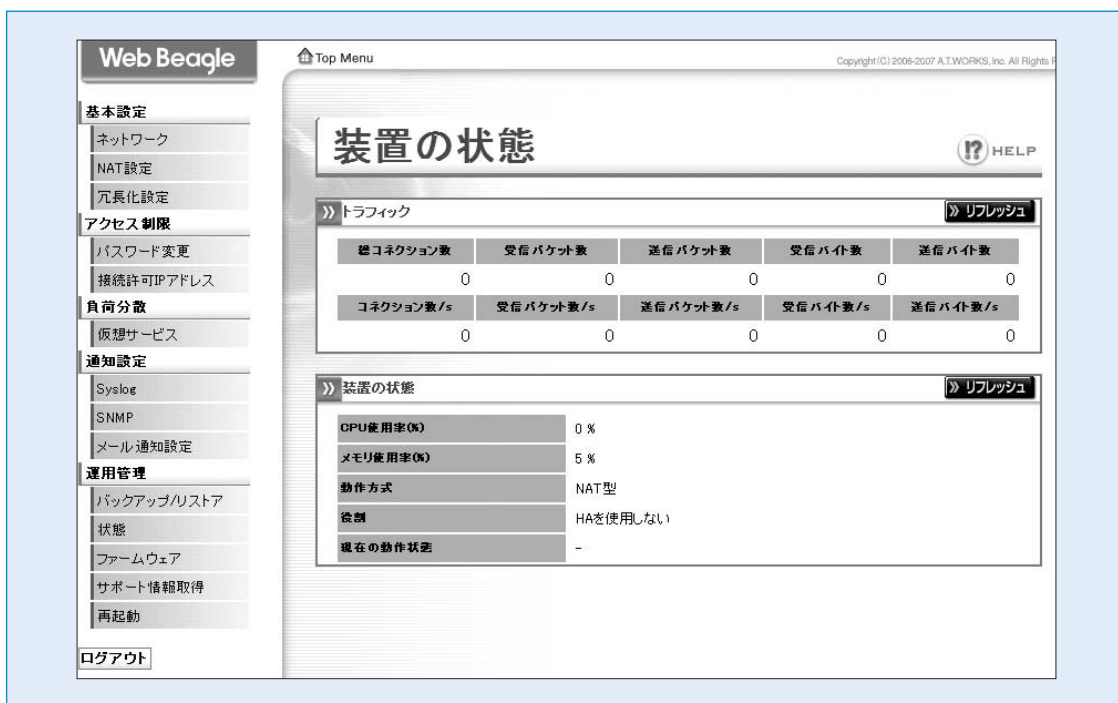 Web Beagle
Top Menu
Copyright (C) 2006-2007 A.T.WORKS, Inc. All Rights
基本設定
ネットワーク
NAT設定
冗長化設定
アクセス制限
パスワード変更
接続許可IPアドレス
負荷分散
仮想サービス
通知設定
Syslog
SNMP
メール通知設定
運用管理
バックアップ/リストア
状態
ファームウェア
サポート情報取得
再起動
ログアウト
装置の状態
!? HELP
トラフィック
リフレッシュ
総コネクション数 受信パケット数 送信パケット数 受信バイト数 送信バイト数
0 0 0 0 0
コネクション数/s 受信パケット数/s 送信パケット数/s 受信バイト数/s 送信バイト数/s
0 0 0 0 0
装置の状態
リフレッシュ
CPU使用率(%) 0 %
メモリ使用率(%) 5 %
動作方式 NAT型
役割 HAを使用しない
現在の動作状態 -